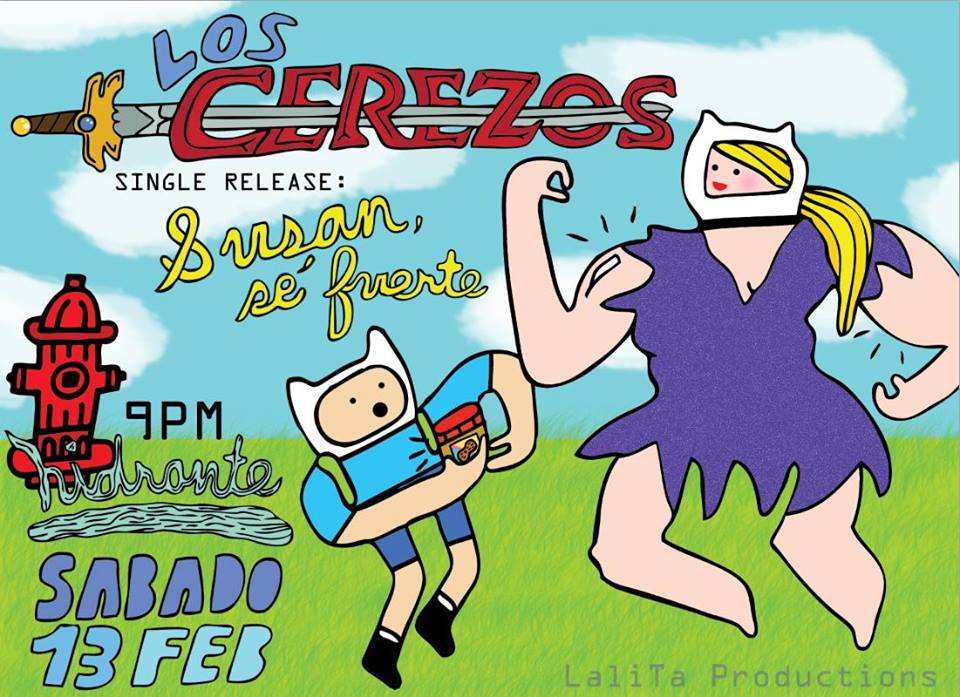 LOS
CEREZOS
SINGLE RELEASE:
Susan,
sé fuerte
9PM
hidrante
SABADO
13 FEB
LaliTa Productions